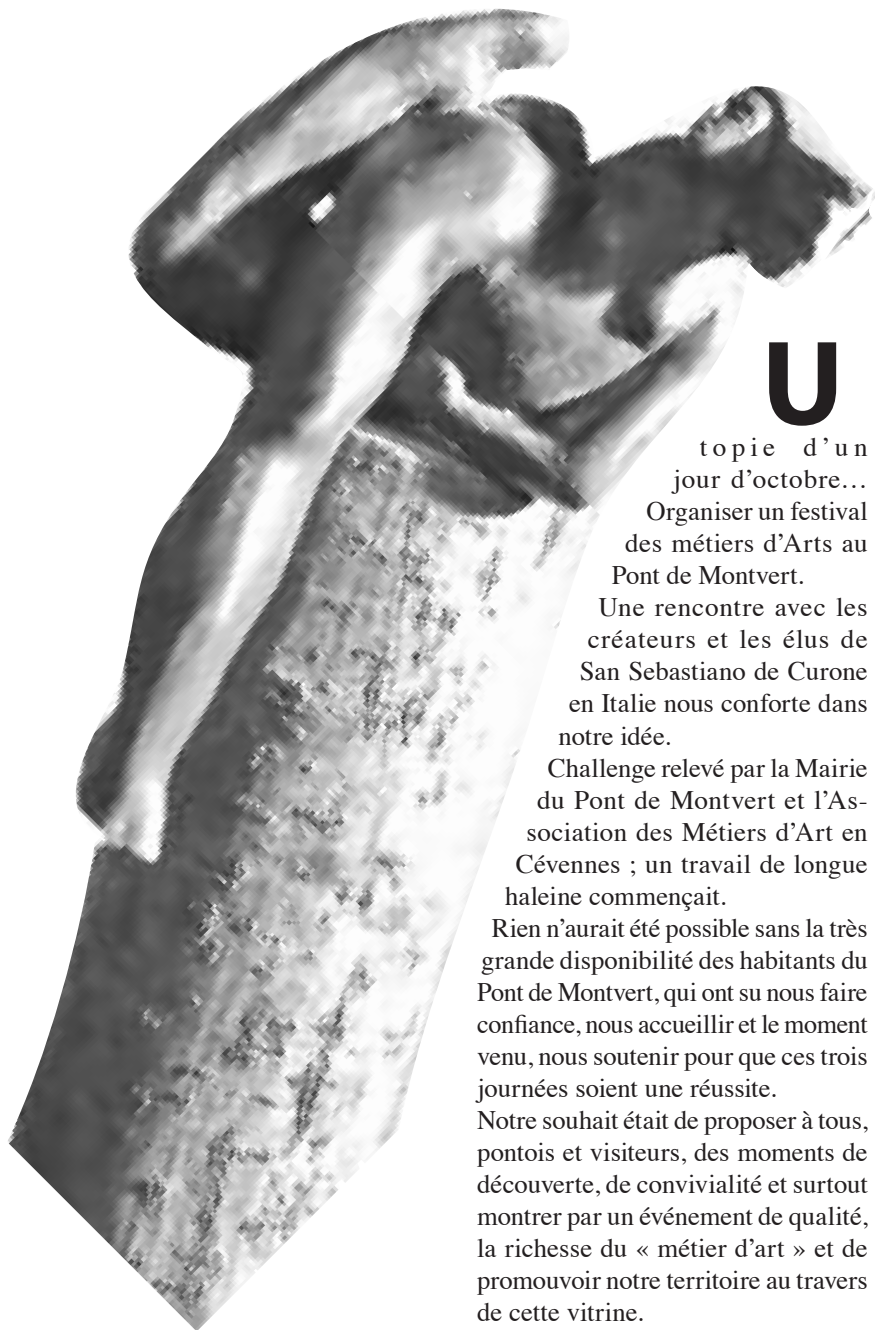 U
topie d’un
jour d’octobre…
Organiser un festival
des métiers d’Arts au
Pont de Montvert.
Une rencontre avec les
créateurs et les élus de
San Sebastiano de Curone
en Italie nous conforte dans
notre idée.
Challenge relevé par la Mairie
du Pont de Montvert et l’As-
sociation des Métiers d’Art en
Cévennes ; un travail de longue
haleine commençait.
Rien n’aurait été possible sans la très
grande disponibilité des habitants du
Pont de Montvert, qui ont su nous faire
confiance, nous accueillir et le moment
venu, nous soutenir pour que ces trois
journées soient une réussite.
Notre souhait était de proposer à tous,
pontois et visiteurs, des moments de
découverte, de convivialité et surtout
montrer par un événement de qualité,
la richesse du « métier d’art » et de
promouvoir notre territoire au travers
de cette vitrine.